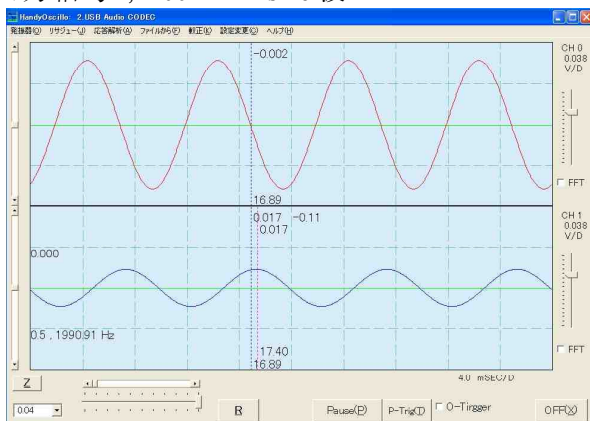 HandyOscillo: 2.USB Audio CODEC
発振器(O) リサジュー(J) 応答解析(A) ファイルから(F) 較正(K) 設定変更(C) ヘルプ(H)
-0.002
CH 0
0.038
V/D
FFT
16.89
0.017 -0.11
0.017
CH 1
0.038
V/D
0.000
0.5 , 1990.91 Hz
17.40
16.89
FFT
Z
4.0 mSEC/D
0.04
R
Pause(P)
P-Trig(T)
O-Tirgger
OFF(X)